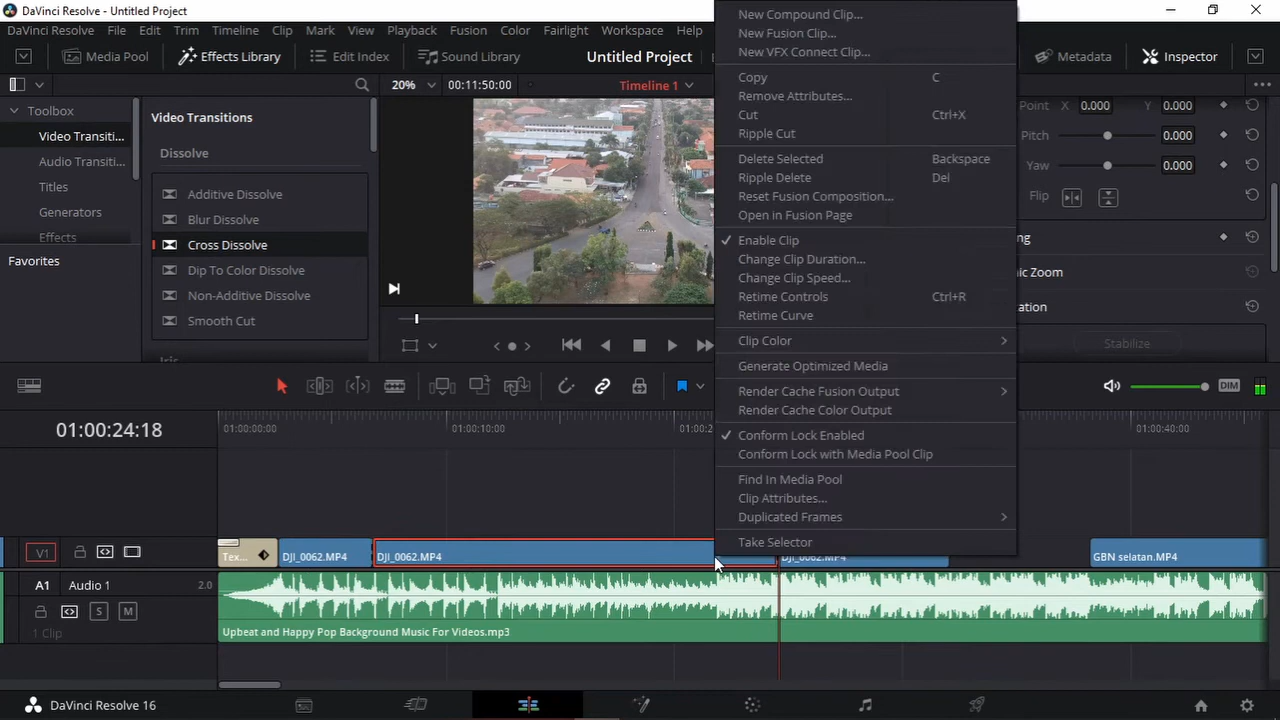 DaVinci Resolve - Untitled Project
DaVinci Resolve File Edit Trim Timeline Clip Mark View Playback Fusion Color Fairlight Workspace Help
Media Pool Effects Library Edit Index Sound Library Untitled Project Metadata Inspector
20% 00:11:50:00 Timeline 1
Toolbox
Video Transiti...
Audio Transiti...
Titles
Generators
Effects
Favorites
Video Transitions
Dissolve
Additive Dissolve
Blur Dissolve
Cross Dissolve
Dip To Color Dissolve
Non-Additive Dissolve
Smooth Cut
New Compound Clip...
New Fusion Clip...
New VFX Connect Clip...
Copy C
Remove Attributes...
Cut Ctrl+X
Ripple Cut
Delete Selected Backspace
Ripple Delete Del
Reset Fusion Composition...
Open in Fusion Page
Enable Clip
Change Clip Duration...
Change Clip Speed...
Retime Controls Ctrl+R
Retime Curve
Clip Color
Generate Optimized Media
Render Cache Fusion Output
Render Cache Color Output
Conform Lock Enabled
Conform Lock with Media Pool Clip
Find In Media Pool
Clip Attributes...
Duplicated Frames
Take Selector
Point X 0.000 Y 0.000
Pitch 0.000
Yaw 0.000
Flip
ng
ic Zoom
ation
Stabilize
DIM
01:00:24:18
01:00:00:00 01:00:10:00 01:00:2 01:00:40:00
V1
Tex... DJI_0062.MP4 DJI_0062.MP4 DJI_0062.MP4 GBN selatan.MP4
A1 Audio 1 2.0
S M
1 Clip
Upbeat and Happy Pop Background Music For Videos.mp3
DaVinci Resolve 16